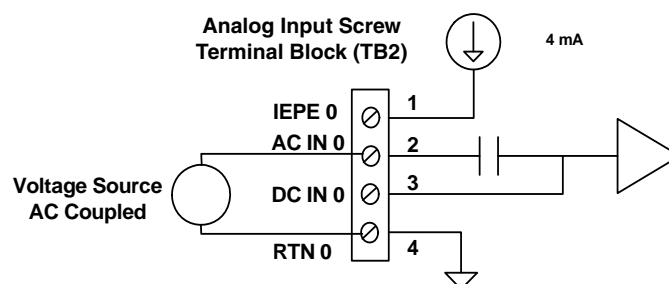 Analog Input Screw
Terminal Block (TB2)
4 mA
IEPE 0
1
AC IN 0
2
Voltage Source
AC Coupled
DC IN 0
3
RTN 0
4